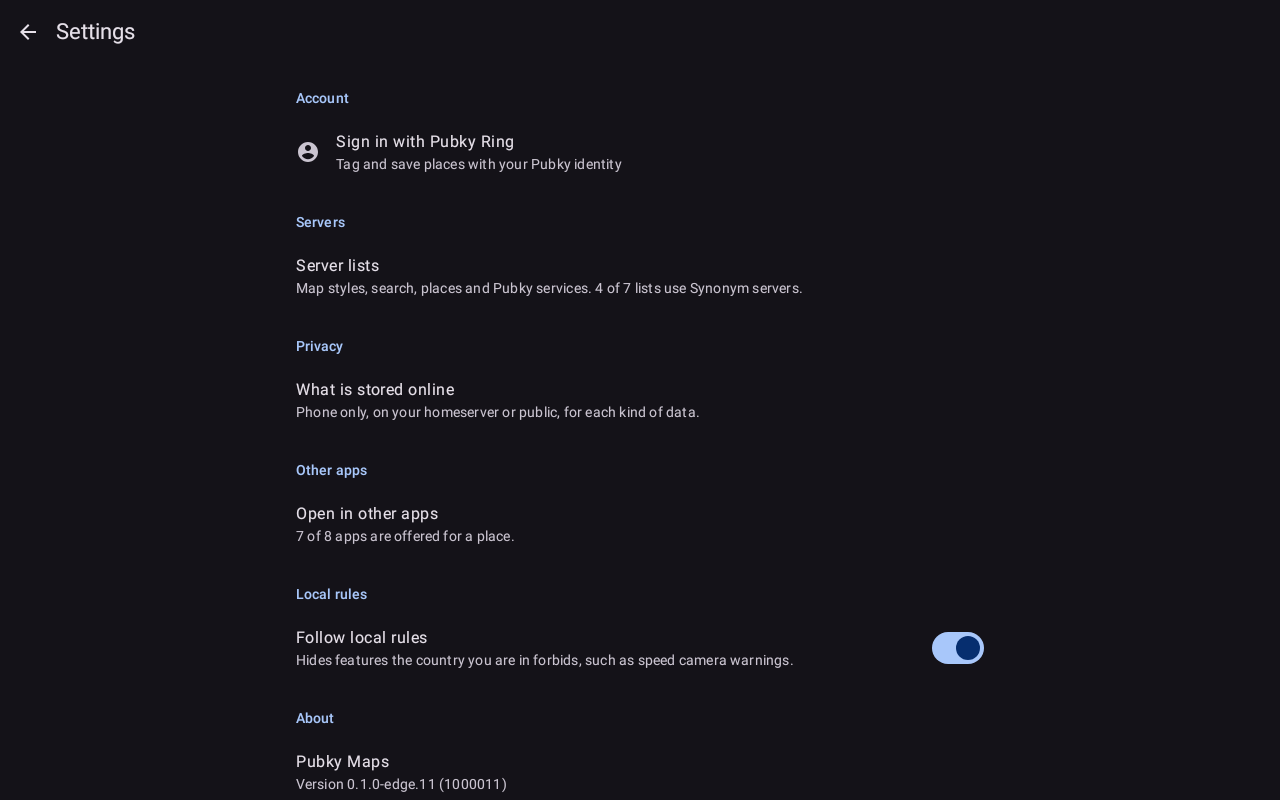 Settings
Account
Sign in with Pubky Ring
Tag and save places with your Pubky identity
Servers
Server lists
Map styles, search, places and Pubky services. 4 of 7 lists use Synonym servers.
Privacy
What is stored online
Phone only, on your homeserver or public, for each kind of data.
Other apps
Open in other apps
7 of 8 apps are offered for a place.
Local rules
Follow local rules
Hides features the country you are in forbids, such as speed camera warnings.
About
Pubky Maps
Version 0.1.0-edge.11 (1000011)